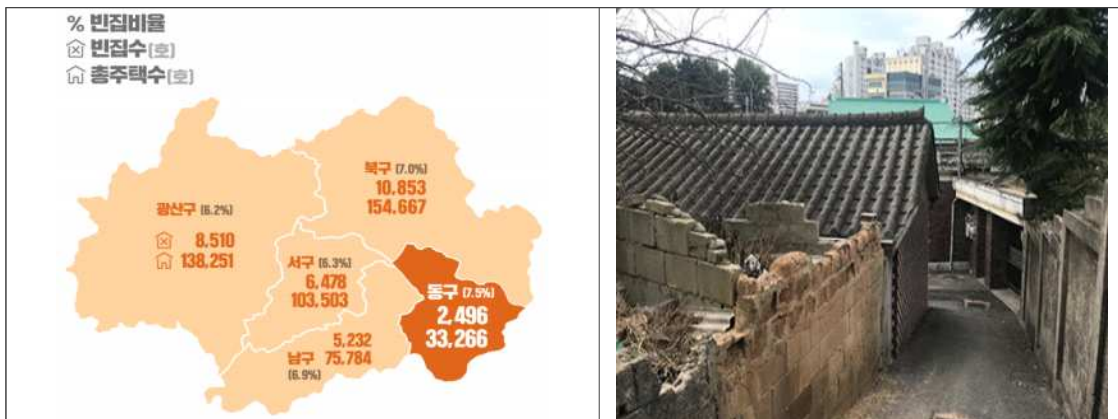 % 빈집비율
빈집수(호)
총주택수(호)
북구 (7.0%)
10,853
154,667
광산구 (6.2%)
8,510
138,251
서구 (6.3%)
6,478
103,503
동구 (7.5%)
2,496
33,266
5,232
남구 75,784
(6.9%)